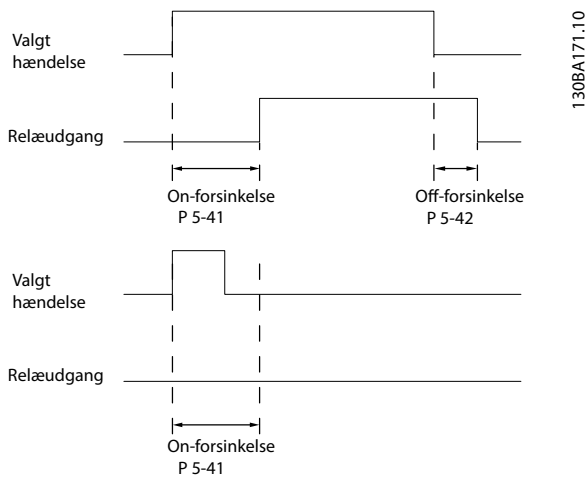 Valgt
hændelse
130BA171.10
Relæudgang
On-forsinkelse
P 5-41
Off-forsinkelse
P 5-42
Valgt
hændelse
Relæudgang
On-forsinkelse
P 5-41